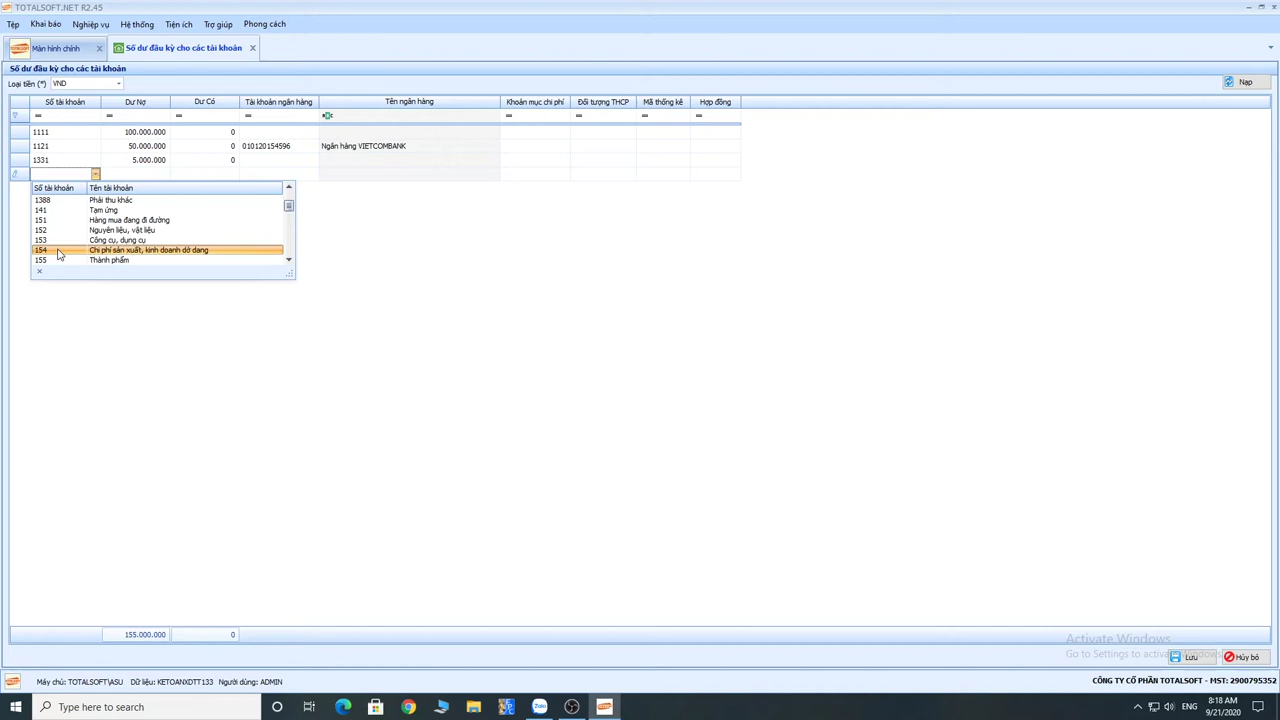 TOTALSOFT.NET R2.45
Tệp Khai báo Nghiệp vụ Hệ thống Tiện ích Trợ giúp Phong cách
TOTALSOFT Màn hình chính Số dư đầu kỳ cho các tài khoản
Số dư đầu kỳ cho các tài khoản
Loại tiền (*) VND Nạp
Số tài khoản Dư Nợ Dư Có Tài khoản ngân hàng Tên ngân hàng Khoản mục chi phí Đối tượng THCP Mã thống kê Hợp đồng
= = = = = = = =
1111 100.000.000 0
1121 50.000.000 0 010120154596 Ngân hàng VIETCOMBANK
1331 5.000.000 0
Số tài khoản Tên tài khoản
1388 Phải thu khác
141 Tạm ứng
151 Hàng mua đang đi đường
152 Nguyên liệu, vật liệu
153 Công cụ, dụng cụ
154 Chi phí sản xuất, kinh doanh dở dang
155 Thành phẩm
155.000.000 0
Activate Windows
Go to Settings to activate Windows.
Lưu Hủy bỏ
Máy chủ: TOTALSOFT\ASU Dữ liệu: KETOANXDTT133 Người dùng: ADMIN CÔNG TY CỔ PHẦN TOTALSOFT - MST: 2900795352
Type here to search
ENG
8:18 AM
9/21/2020